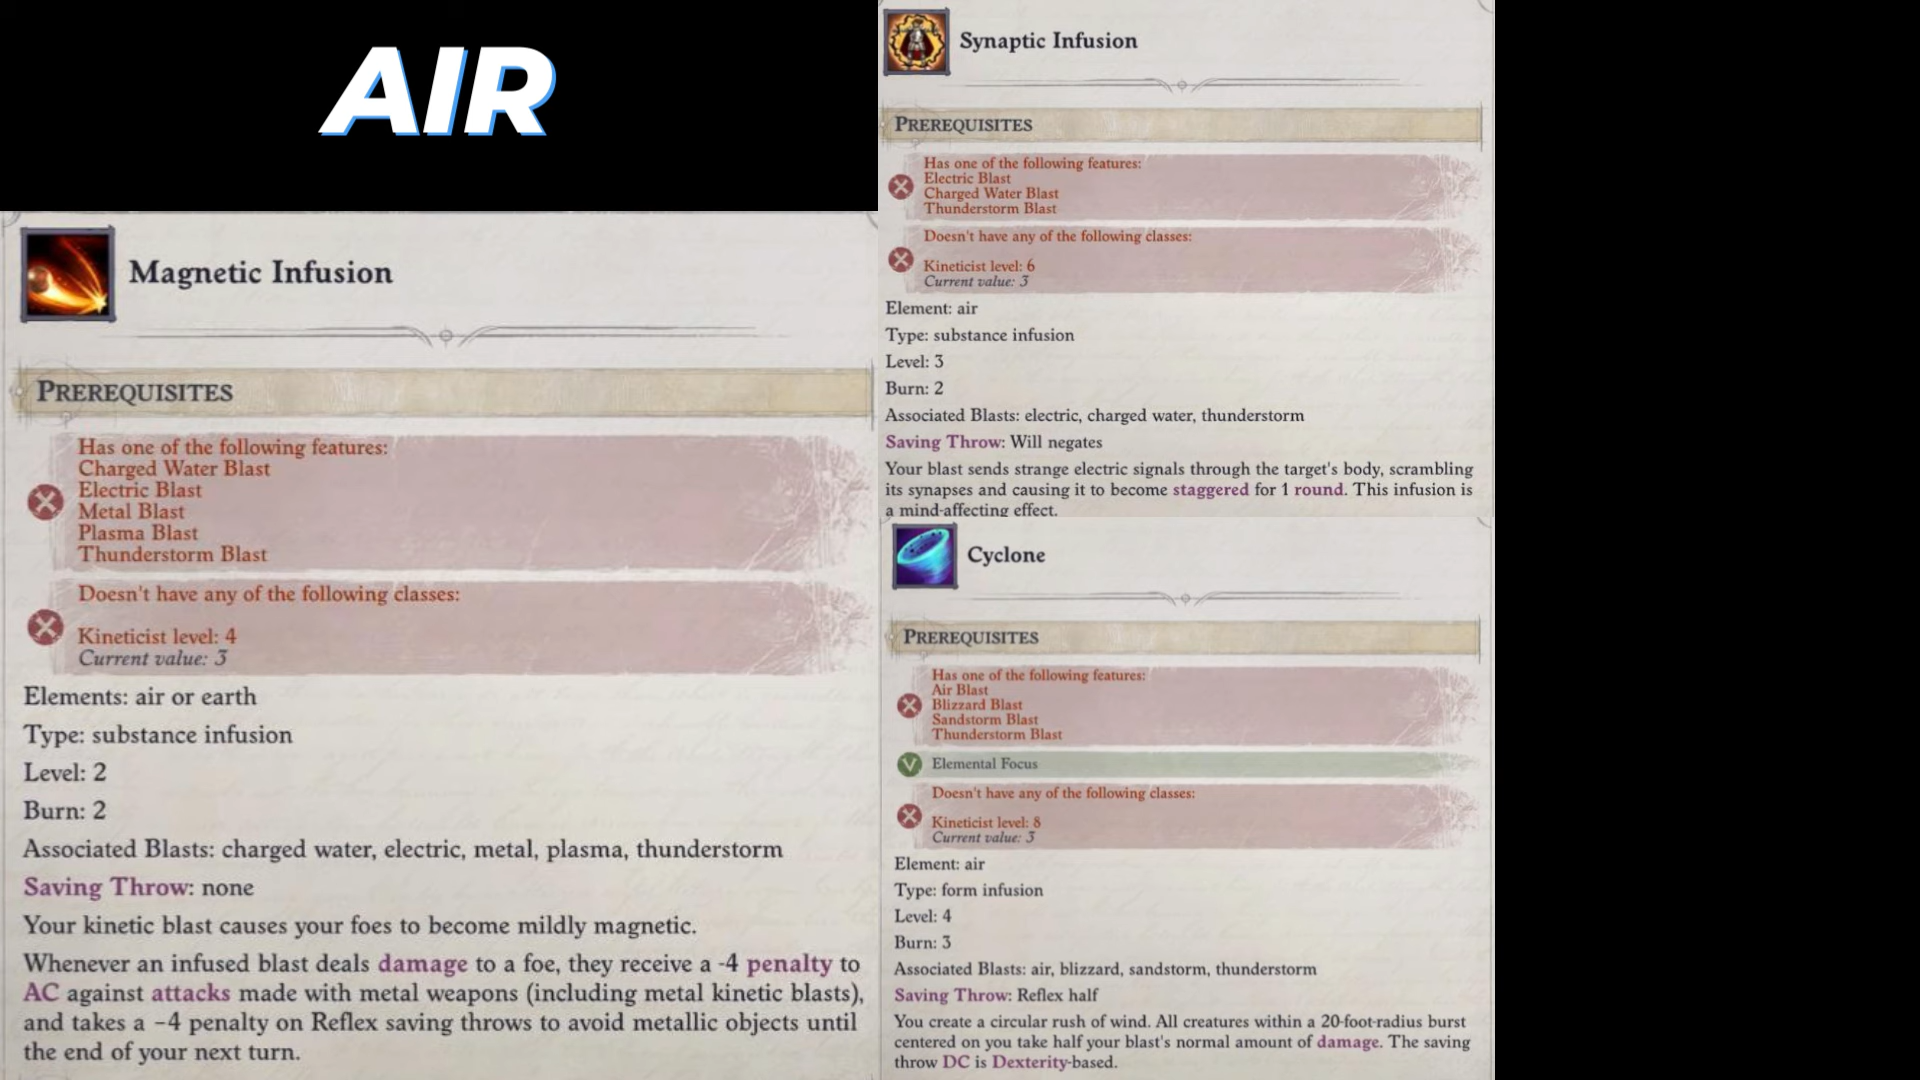 AIR
Magnetic Infusion
PREREQUISITES
Has one of the following features:
Charged Water Blast
Electric Blast
Metal Blast
Plasma Blast
Thunderstorm Blast
Doesn't have any of the following classes:
Kineticist level: 4
Current value: 3
Elements: air or earth
Type: substance infusion
Level: 2
Burn: 2
Associated Blasts: charged water, electric, metal, plasma, thunderstorm
Saving Throw: none
Your kinetic blast causes your foes to become mildly magnetic.
Whenever an infused blast deals damage to a foe, they receive a -4 penalty to
AC against attacks made with metal weapons (including metal kinetic blasts),
and takes a −4 penalty on Reflex saving throws to avoid metallic objects until
the end of your next turn.
Synaptic Infusion
PREREQUISITES
Has one of the following features:
Electric Blast
Charged Water Blast
Thunderstorm Blast
Doesn't have any of the following classes:
Kineticist level: 6
Current value: 3
Element: air
Type: substance infusion
Level: 3
Burn: 2
Associated Blasts: electric, charged water, thunderstorm
Saving Throw: Will negates
Your blast sends strange electric signals through the target's body, scrambling
its synapses and causing it to become staggered for 1 round. This infusion is
a mind-affecting effect.
Cyclone
PREREQUISITES
Has one of the following features:
Air Blast
Blizzard Blast
Sandstorm Blast
Thunderstorm Blast
Elemental Focus
Doesn't have any of the following classes:
Kineticist level: 8
Current value: 3
Element: air
Type: form infusion
Level: 4
Burn: 3
Associated Blasts: air, blizzard, sandstorm, thunderstorm
Saving Throw: Reflex half
You create a circular rush of wind. All creatures within a 20-foot-radius burst
centered on you take half your blast's normal amount of damage. The saving
throw DC is Dexterity-based.